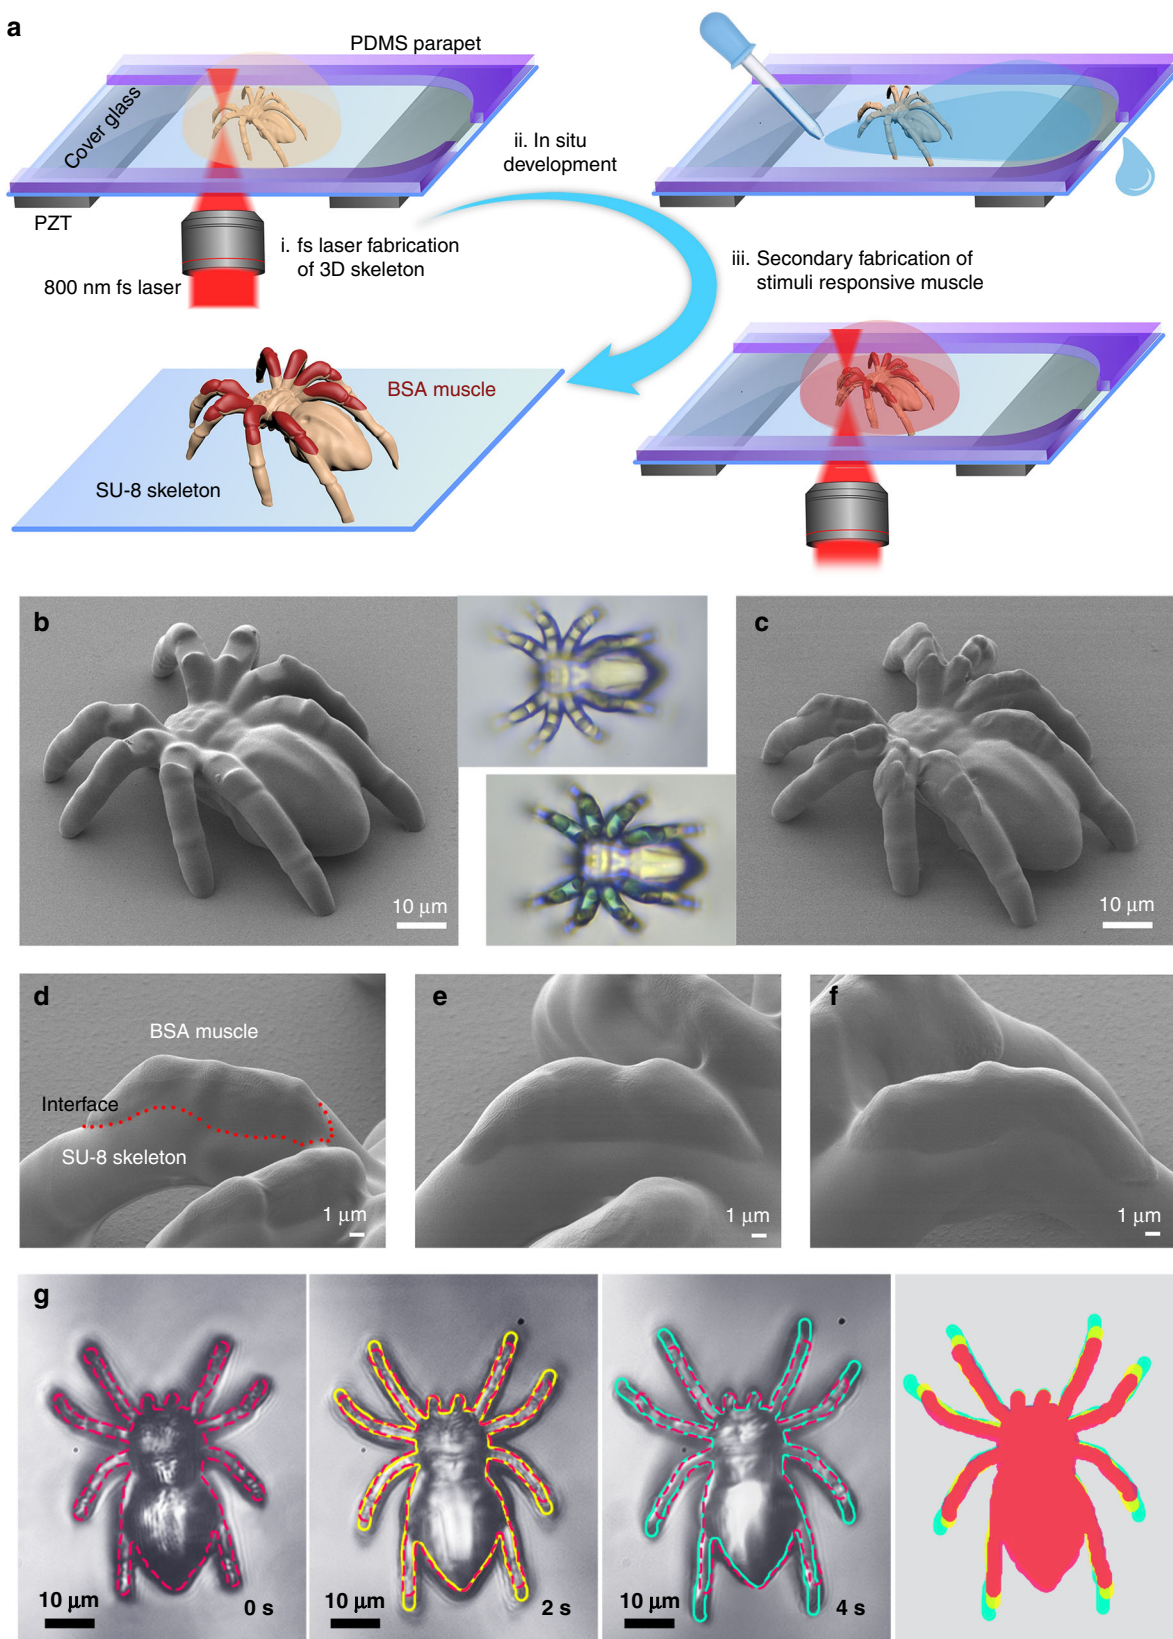 a
PDMS parapet
Cover glass
PZT
800 nm fs laser
i. fs laser fabrication
of 3D skeleton
ii. In situ
development
iii. Secondary fabrication of
stimuli responsive muscle
BSA muscle
SU-8 skeleton
b
10 μm
c
10 μm
d
BSA muscle
Interface
SU-8 skeleton
1 μm
e
1 μm
f
1 μm
g
10 μm
0 s
10 μm
2 s
10 μm
4 s